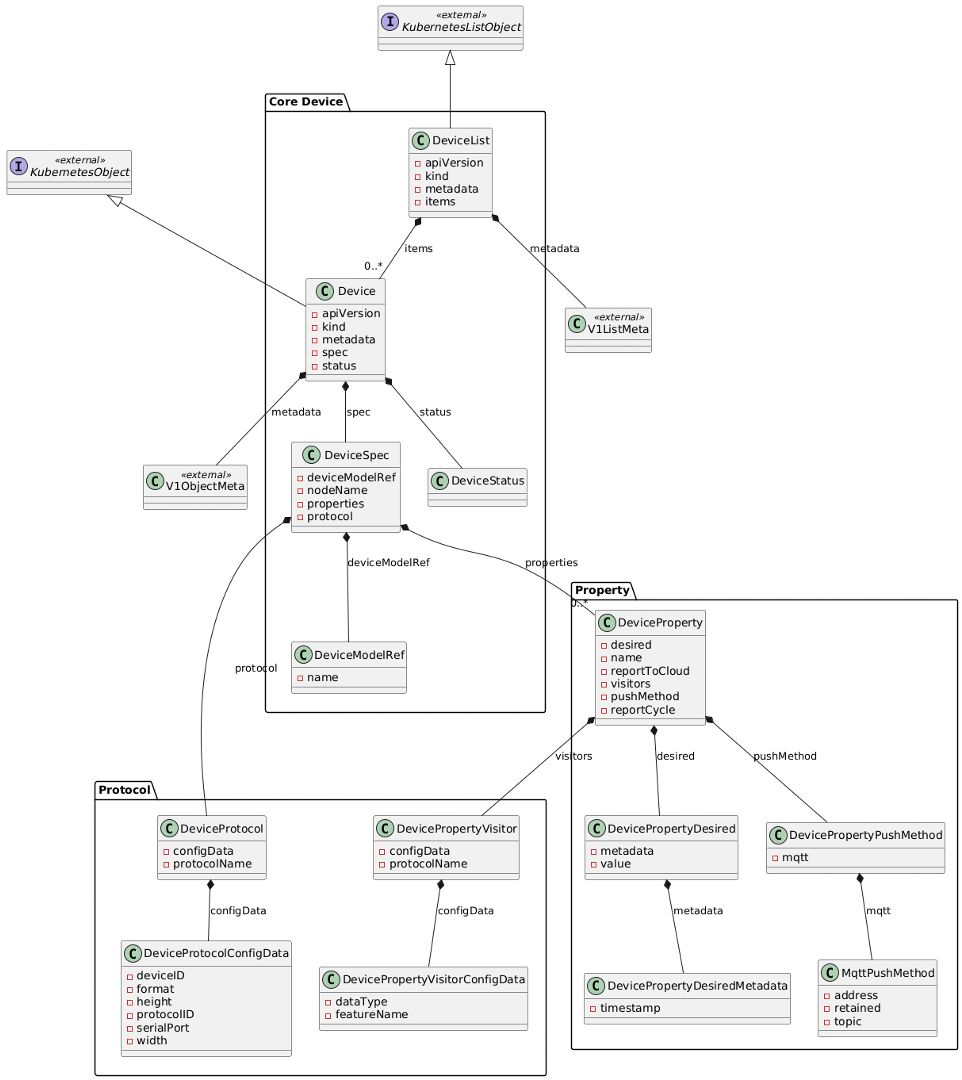 «external»
I KubernetesListObject
Core Device
C DeviceList
apiVersion
kind
metadata
items
«external»
I KubernetesObject
items
metadata
0..*
C Device
apiVersion
kind
metadata
spec
status
«external»
C V1ListMeta
metadata
spec
status
C DeviceSpec
deviceModelRef
nodeName
properties
protocol
«external»
C V1ObjectMeta
C DeviceStatus
deviceModelRef
properties
Property
0..*
C DeviceProperty
desired
name
reportToCloud
visitors
pushMethod
reportCycle
C DeviceModelRef
name
protocol
visitors
desired
pushMethod
Protocol
C DeviceProtocol
configData
protocolName
C DevicePropertyVisitor
configData
protocolName
C DevicePropertyDesired
metadata
value
C DevicePropertyPushMethod
mqtt
configData
configData
metadata
mqtt
C DeviceProtocolConfigData
deviceID
format
height
protocolID
serialPort
width
C DevicePropertyVisitorConfigData
dataType
featureName
C DevicePropertyDesiredMetadata
timestamp
C MqttPushMethod
address
retained
topic